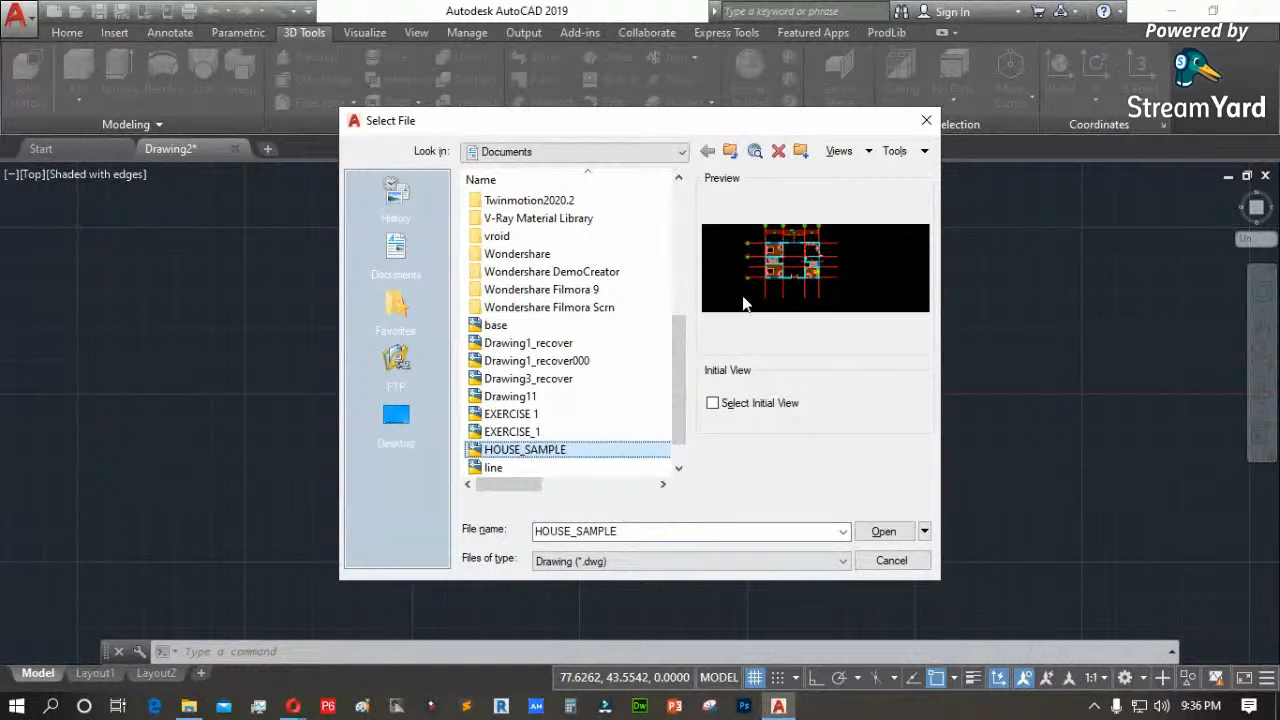 Autodesk AutoCAD 2019
Type a keyword or phrase
Sign In
Home Insert Annotate Parametric 3D Tools Visualize View Manage Output Add-ins Collaborate Express Tools Featured Apps ProdLib
Powered by
StreamYard
Modeling
Coordinates
Start
Drawing2*
[−][Top][Shaded with edges]
Select File
Look in:
Documents
Views
Tools
History
Documents
Favorites
FTP
Desktop
Name
Twinmotion2020.2
V-Ray Material Library
vroid
Wondershare
Wondershare DemoCreator
Wondershare Filmora 9
Wondershare Filmora Scrn
base
Drawing1_recover
Drawing1_recover000
Drawing3_recover
Drawing11
EXERCISE 1
EXERCISE_1
HOUSE_SAMPLE
line
Preview
Initial View
Select Initial View
File name:
HOUSE_SAMPLE
Open
Files of type:
Drawing (*.dwg)
Cancel
Type a command
Model Layout1 Layout2
77.6262, 43.5542, 0.0000
MODEL
1:1
9:36 PM